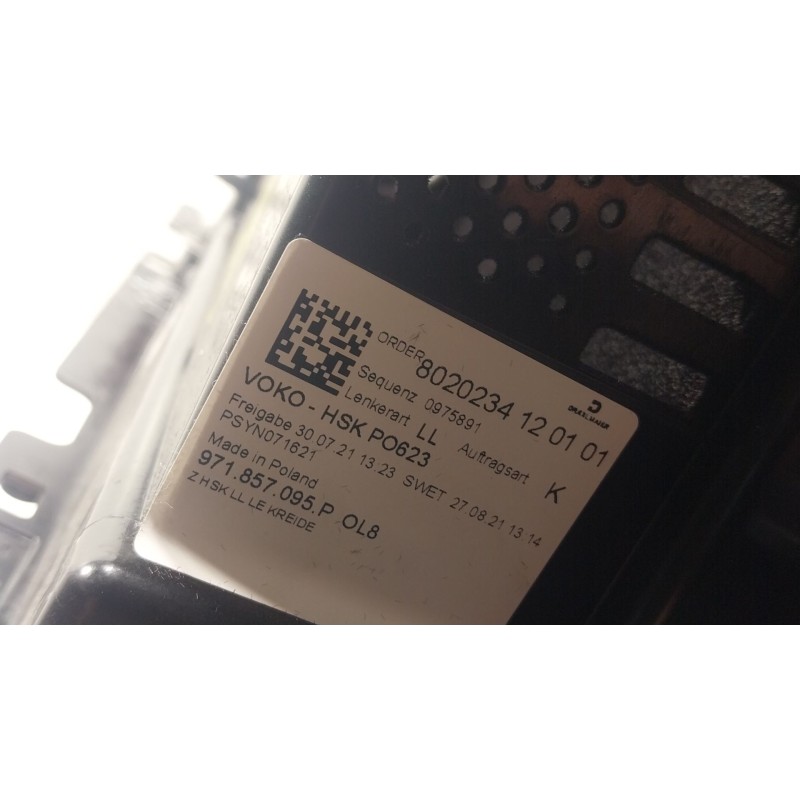 ORDER 8020234 12 01 01
DRÄXLMAIER
Sequenz 0975891
Lenkerart LL Auftragsart K
VOKO - HSK PO623
Freigabe 30.07.21 13:23 SWET 27.08.21 13:14
PSYN071621
Made in Poland
971.857.095.P OL8
Z HSK LL LE KREIDE